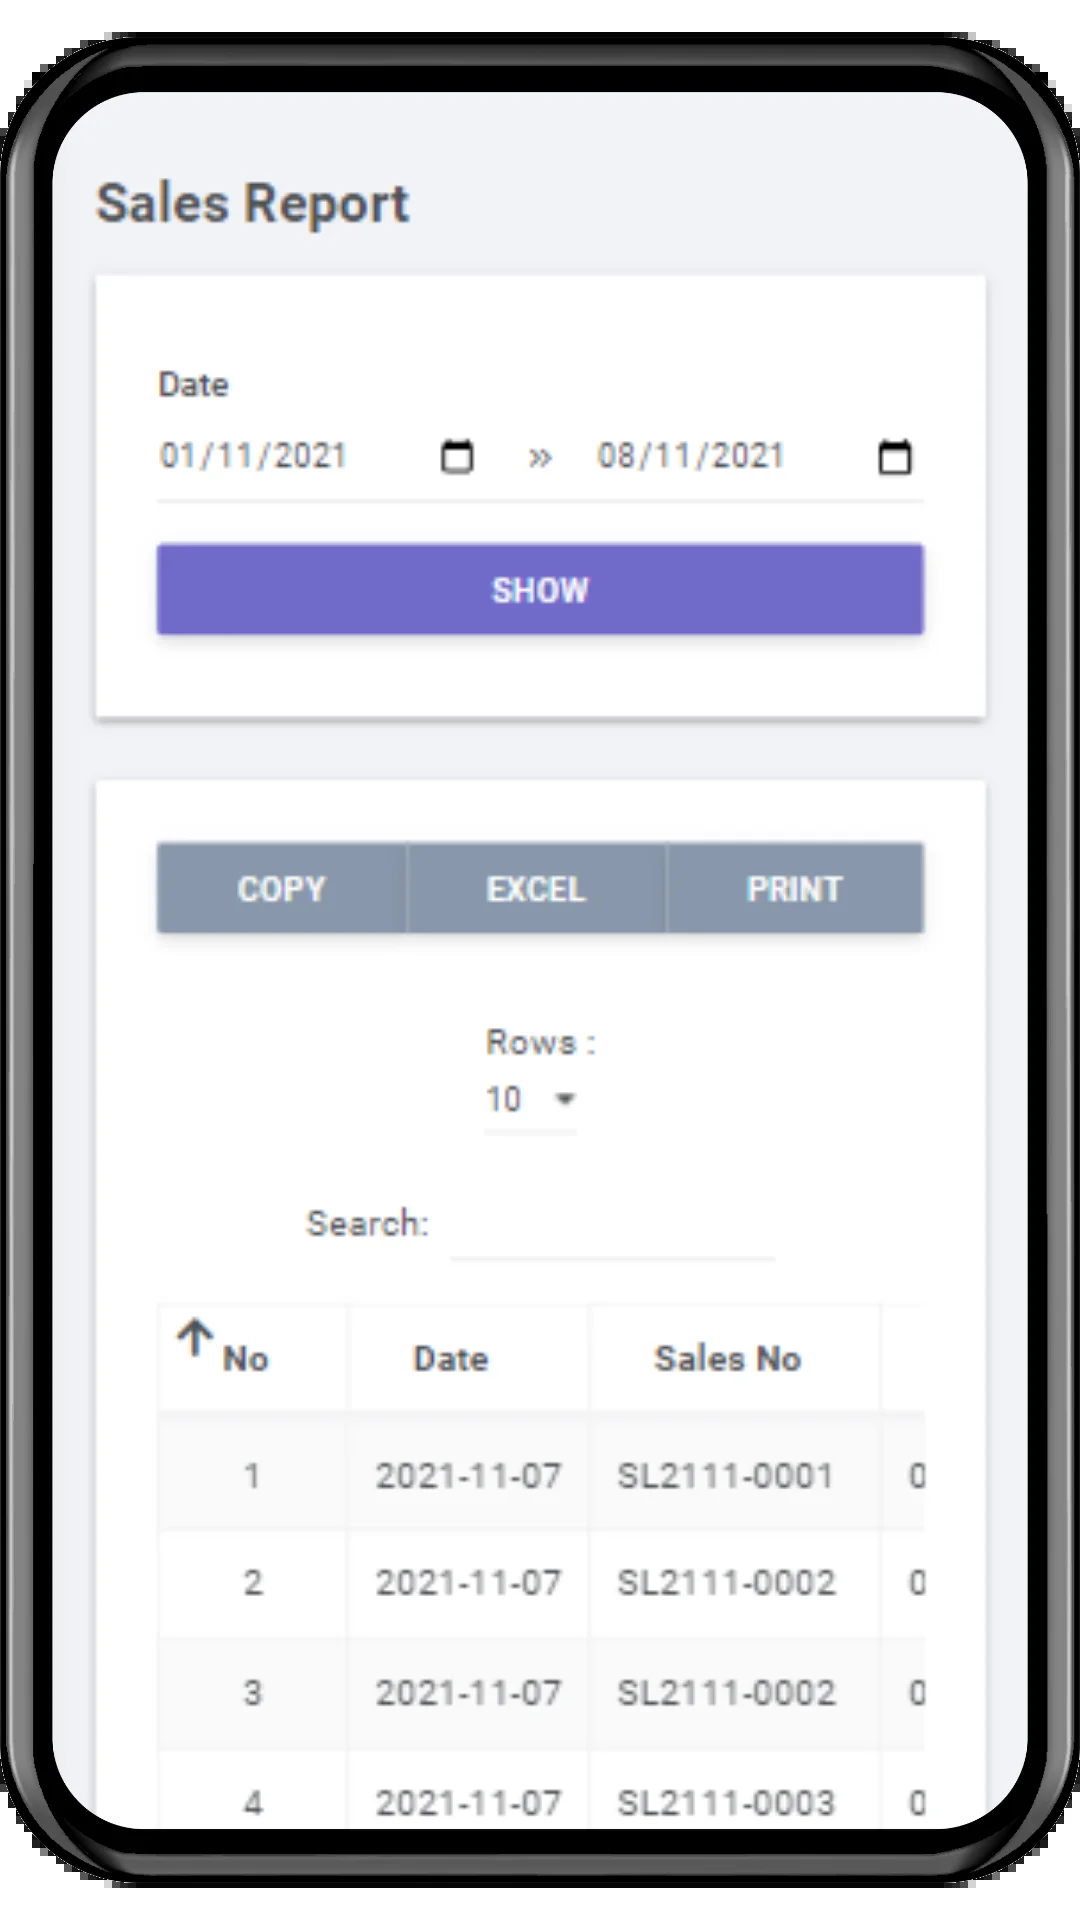 Sales Report
Date
01/11/2021 » 08/11/2021
SHOW
COPY EXCEL PRINT
Rows :
10
Search:
No Date Sales No
1 2021-11-07 SL2111-0001 0
2 2021-11-07 SL2111-0002 0
3 2021-11-07 SL2111-0002 0
4 2021-11-07 SL2111-0003 0